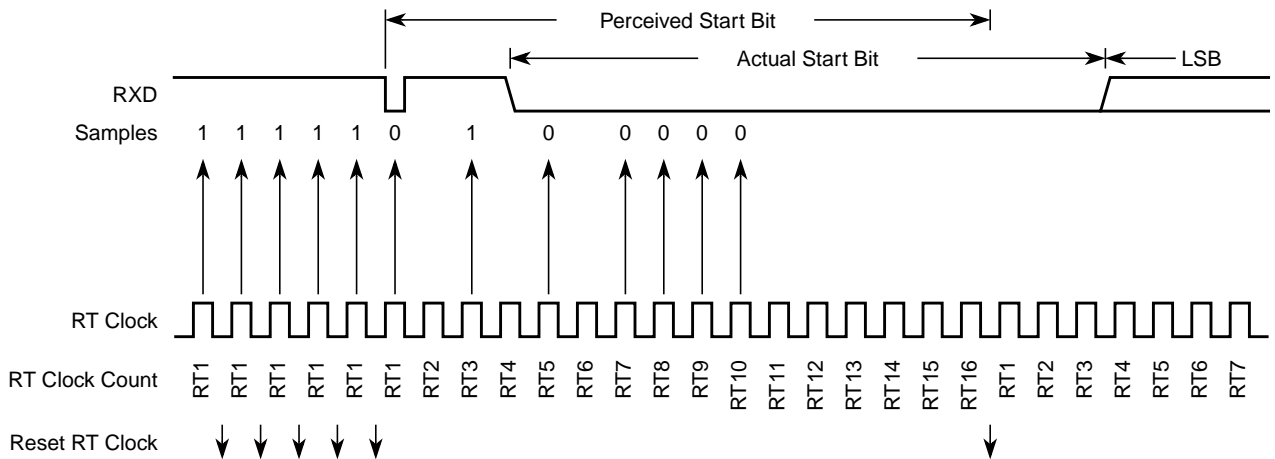 Perceived Start Bit
Actual Start Bit
LSB
RXD
Samples 1 1 1 1 1 0 1 0 0 0 0 0
RT Clock
RT Clock Count RT1 RT1 RT1 RT1 RT1 RT1 RT2 RT3 RT4 RT5 RT6 RT7 RT8 RT9 RT10 RT11 RT12 RT13 RT14 RT15 RT16 RT1 RT2 RT3 RT4 RT5 RT6 RT7
Reset RT Clock